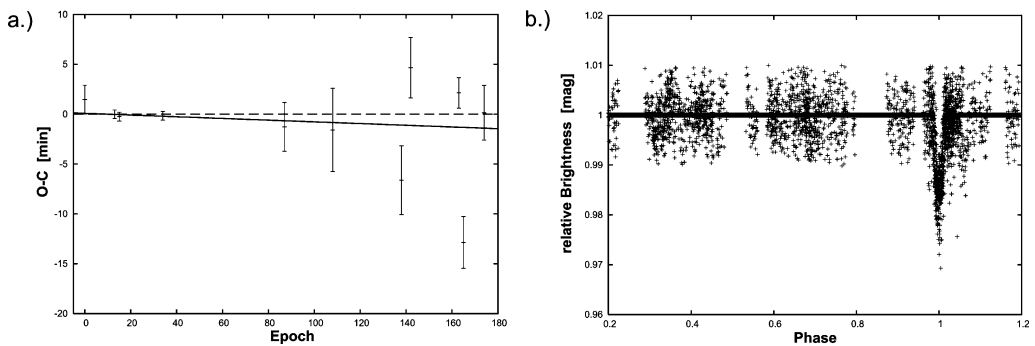 a.)
10
5
0
-5
-10
-15
-20
O-C [min]
0 20 40 60 80 100 120 140 160 180
Epoch
b.)
1.02
1.01
1
0.99
0.98
0.97
0.96
relative Brightness [mag]
0.2 0.4 0.6 0.8 1 1.2
Phase